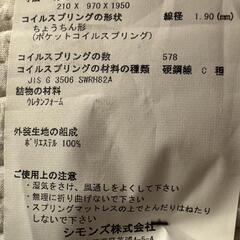 210 X 970 X 1950
コイルスプリングの形状 線径 1.90 (mm)
ちょうちん形
(ポケットコイルスプリング)
コイルスプリングの数 578
コイルスプリングの材料の種類 硬鋼線 C 種
JIS G 3506 SWRH82A
詰物の材料
ウレタンフォーム
外装生地の組成
ポリエステル 100%
ご使用上の注意
・湿気をさけ、風通しをよくして下さい。
・無理に折り曲げないで下さい。
・スプリングマットレスの上でとんだりはねたり
しないで下さい。
シモンズ株式会社